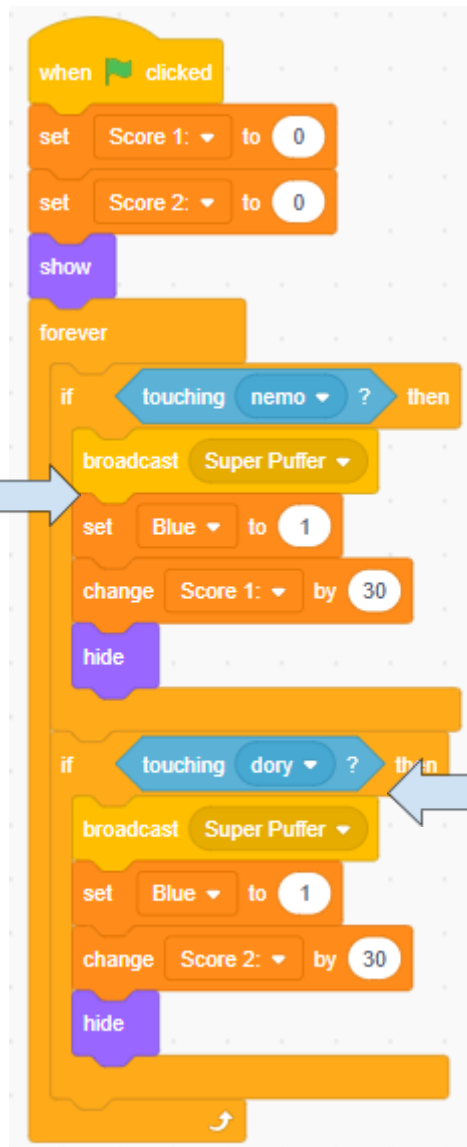 when clicked
set Score 1: to 0
set Score 2: to 0
show
forever
if touching nemo ? then
broadcast Super Puffer
set Blue to 1
change Score 1: by 30
hide
if touching dory ? then
broadcast Super Puffer
set Blue to 1
change Score 2: by 30
hide